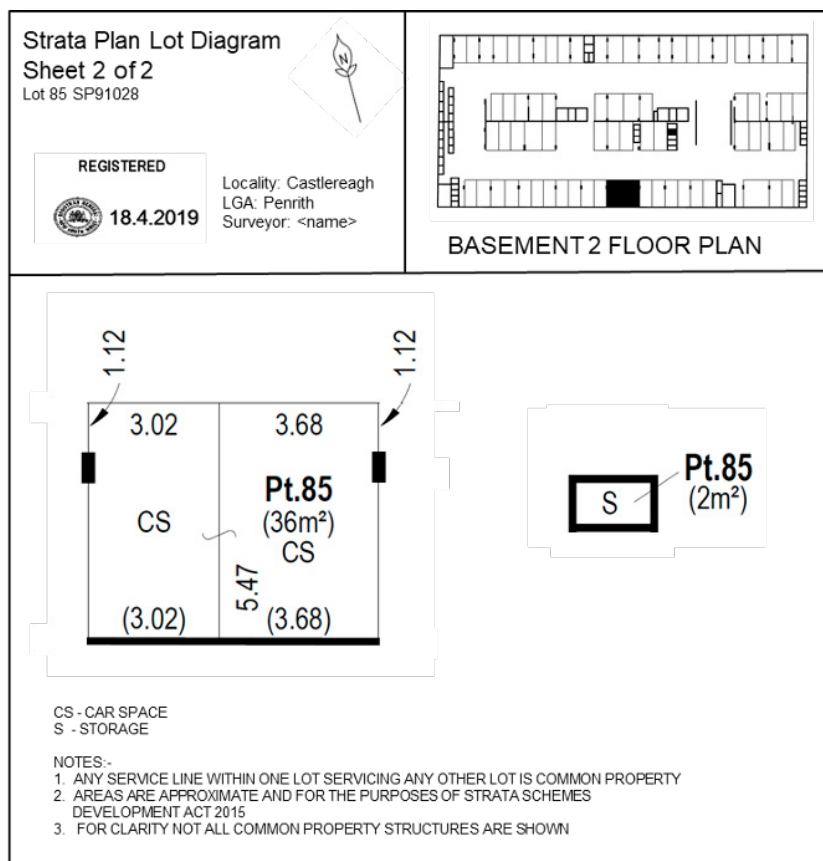 Strata Plan Lot Diagram
Sheet 2 of 2
Lot 85 SP91028
N
REGISTERED
18.4.2019
Locality: Castlereagh
LGA: Penrith
Surveyor: <name>
BASEMENT 2 FLOOR PLAN
1.12
1.12
3.02
3.68
Pt.85
(36m²)
CS
CS
5.47
(3.02)
(3.68)
S
Pt.85
(2m²)
CS - CAR SPACE
S - STORAGE
NOTES:-
1. ANY SERVICE LINE WITHIN ONE LOT SERVICING ANY OTHER LOT IS COMMON PROPERTY
2. AREAS ARE APPROXIMATE AND FOR THE PURPOSES OF STRATA SCHEMES
DEVELOPMENT ACT 2015
3. FOR CLARITY NOT ALL COMMON PROPERTY STRUCTURES ARE SHOWN